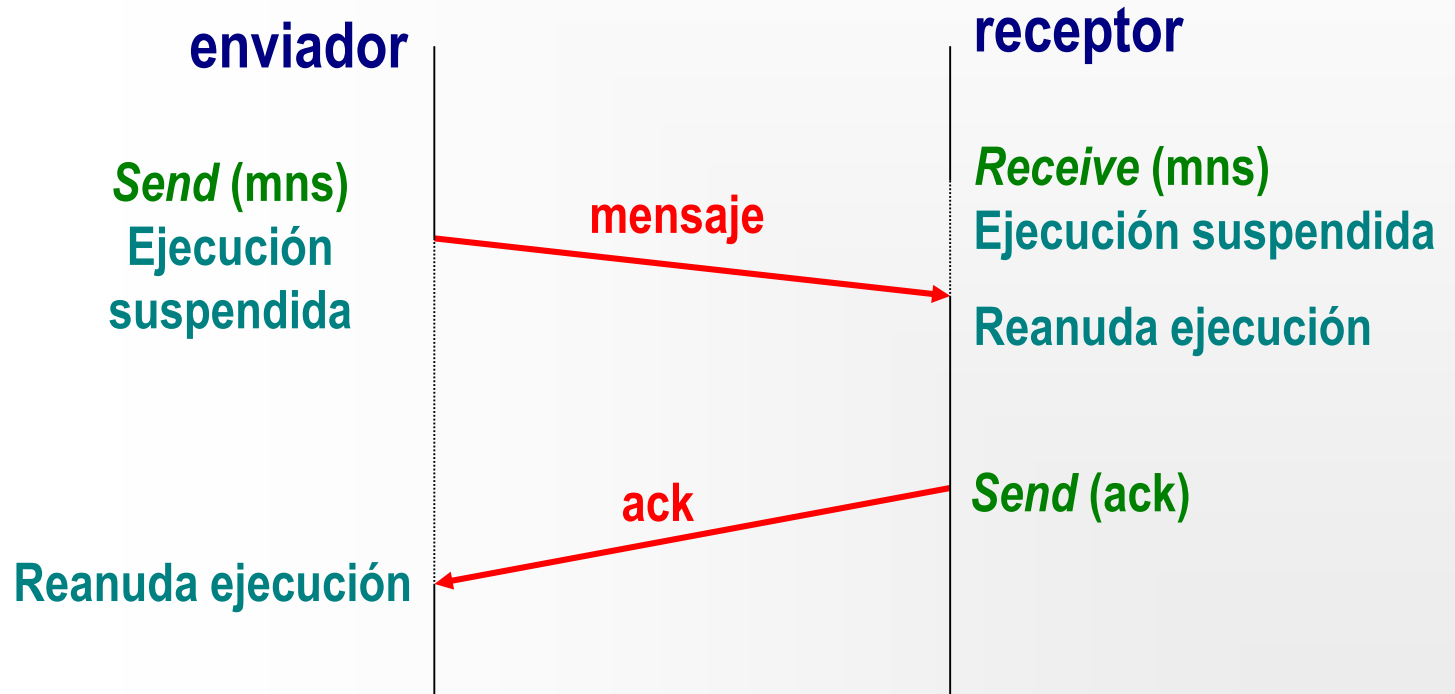 enviador
receptor
Send (mns)
Ejecución
suspendida
mensaje
Receive (mns)
Ejecución suspendida
Reanuda ejecución
ack
Send (ack)
Reanuda ejecución